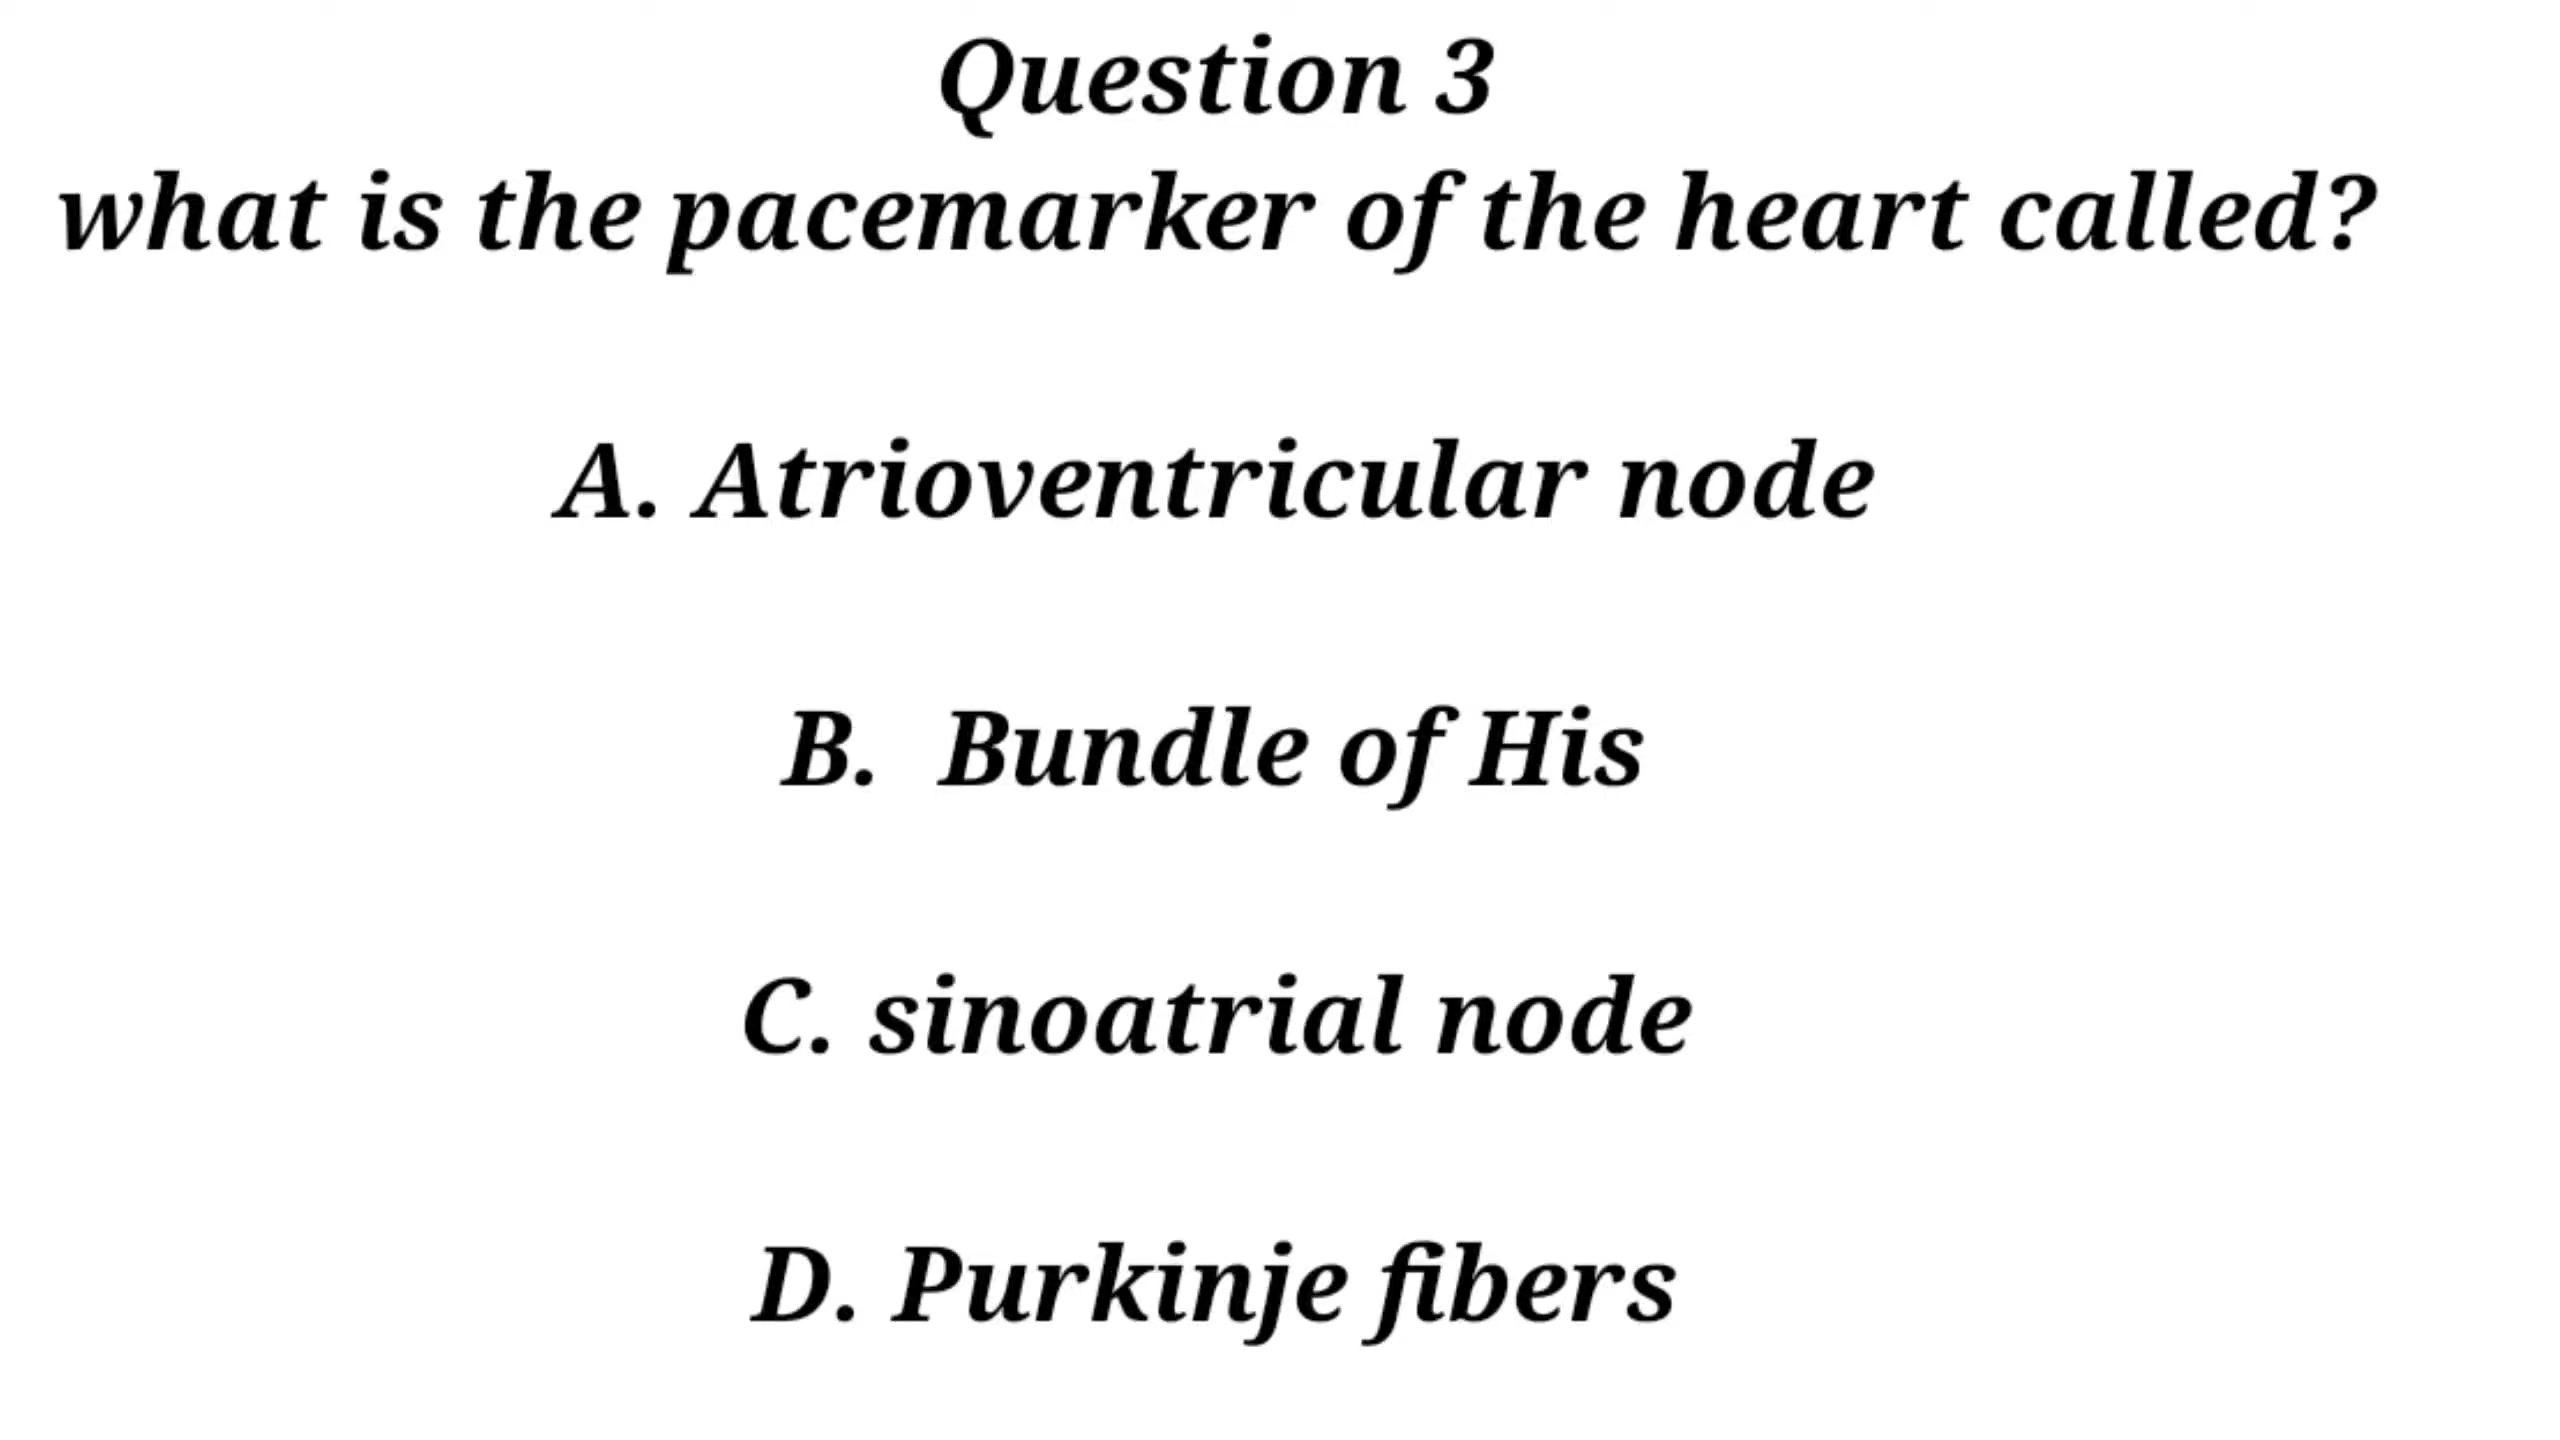 Question 3
what is the pacemarker of the heart called?
A. Atrioventricular node
B. Bundle of His
C. sinoatrial node
D. Purkinje fibers